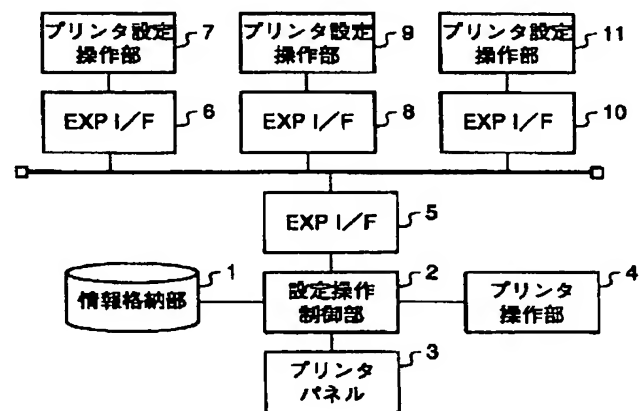 プリンタ設定
操作部
7
プリンタ設定
操作部
9
プリンタ設定
操作部
11
EXP I/F
6
EXP I/F
8
EXP I/F
10
EXP I/F
5
情報格納部
1
設定操作
制御部
2
プリンタ
操作部
4
プリンタ
パネル
3